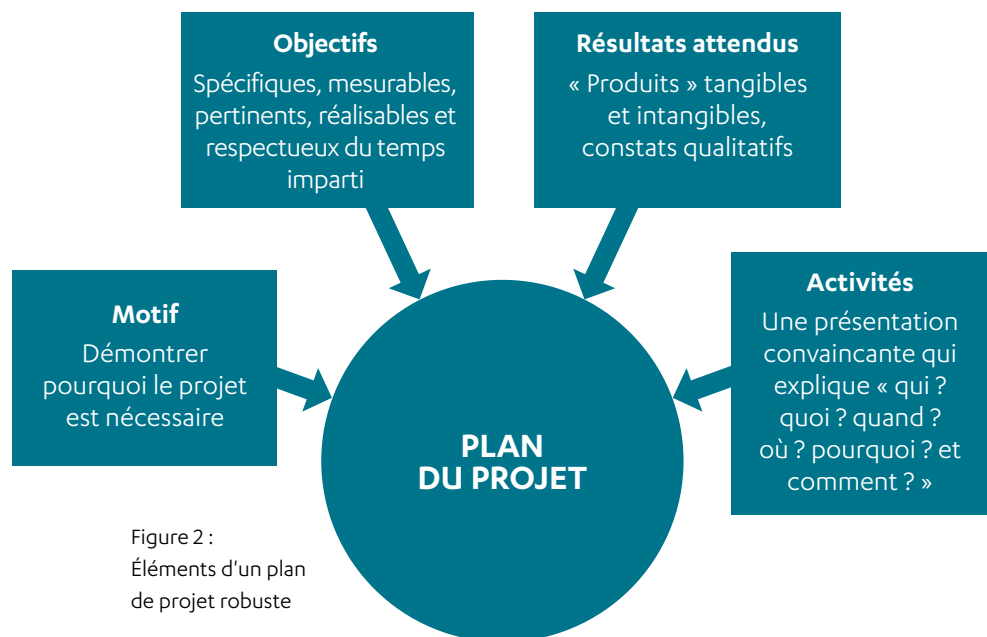 Objectifs
Spécifiques, mesurables,
pertinents, réalisables et
respectueux du temps
imparti
Résultats attendus
« Produits » tangibles
et intangibles,
constats qualitatifs
Motif
Démontrer
pourquoi le projet
est nécessaire
Activités
Une présentation
convaincante qui
explique « qui ?
quoi ? quand ?
où ? pourquoi ? et
comment ? »
PLAN
DU PROJET
Figure 2 :
Éléments d'un plan
de projet robuste